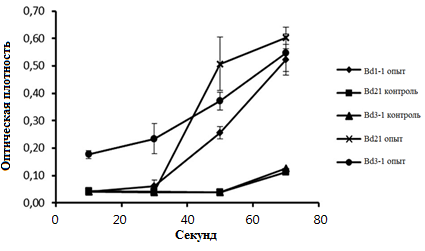 Оптическая плотность
0,70
0,60
0,50
0,40
0,30
0,20
0,10
0,00
0 20 40 60 80
Секунд
Bd1-1 опыт
Bd21 контроль
Bd3-1 контроль
Bd21 опыт
Bd3-1 опыт